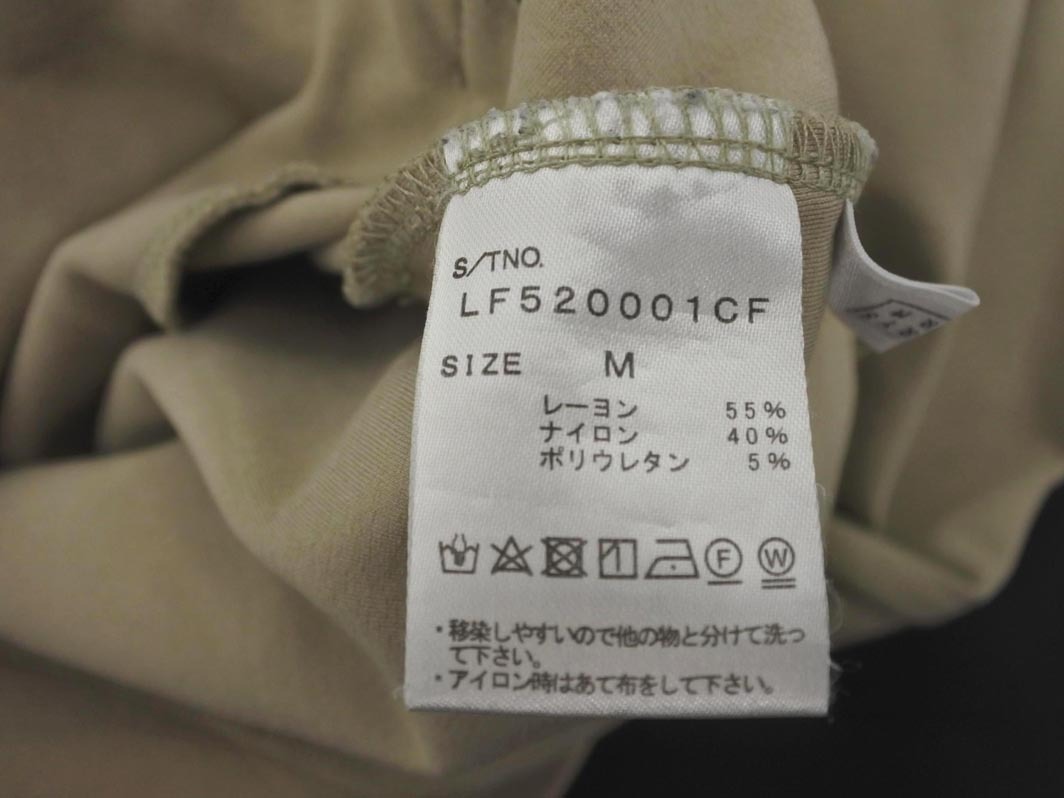 S/TNO.
LF520001CF
SIZE M
レーヨン 55%
ナイロン 40%
ポリウレタン 5%
F W
・移染しやすいので他の物と分けて洗っ
て下さい。
・アイロン時はあて布をして下さい。